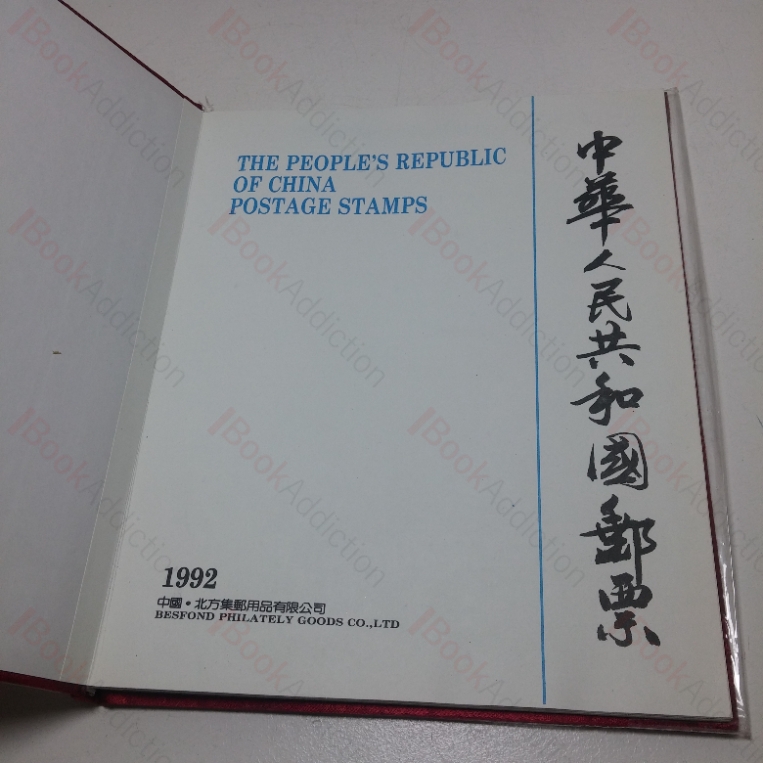 THE PEOPLE'S REPUBLIC
OF CHINA
POSTAGE STAMPS
中華人民共和國郵票
1992
中國·北方集郵用品有限公司
BESFOND PHILATELY GOODS CO.,LTD
BookAddiction